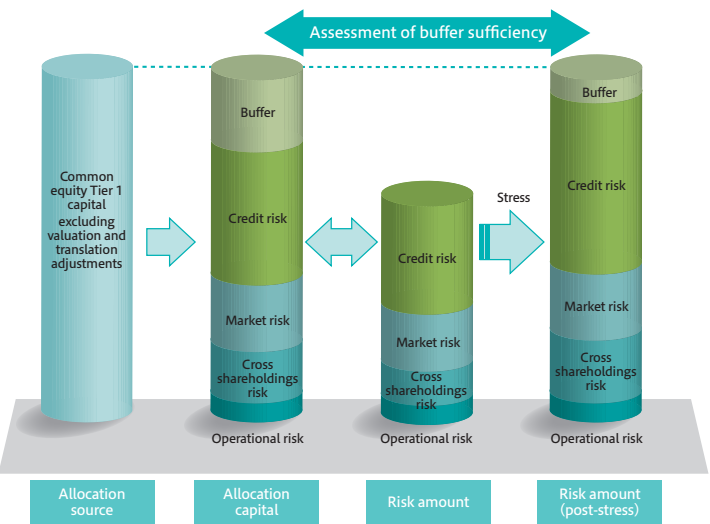 Assessment of buffer sufficiency
Common
equity Tier 1
capital
excluding
valuation and
translation
adjustments
Buffer
Credit risk
Market risk
Cross
shareholdings
risk
Operational risk
Credit risk
Market risk
Cross
shareholdings
risk
Operational risk
Stress
Buffer
Credit risk
Market risk
Cross
shareholdings
risk
Operational risk
Allocation
source
Allocation
capital
Risk amount
Risk amount
(post-stress)